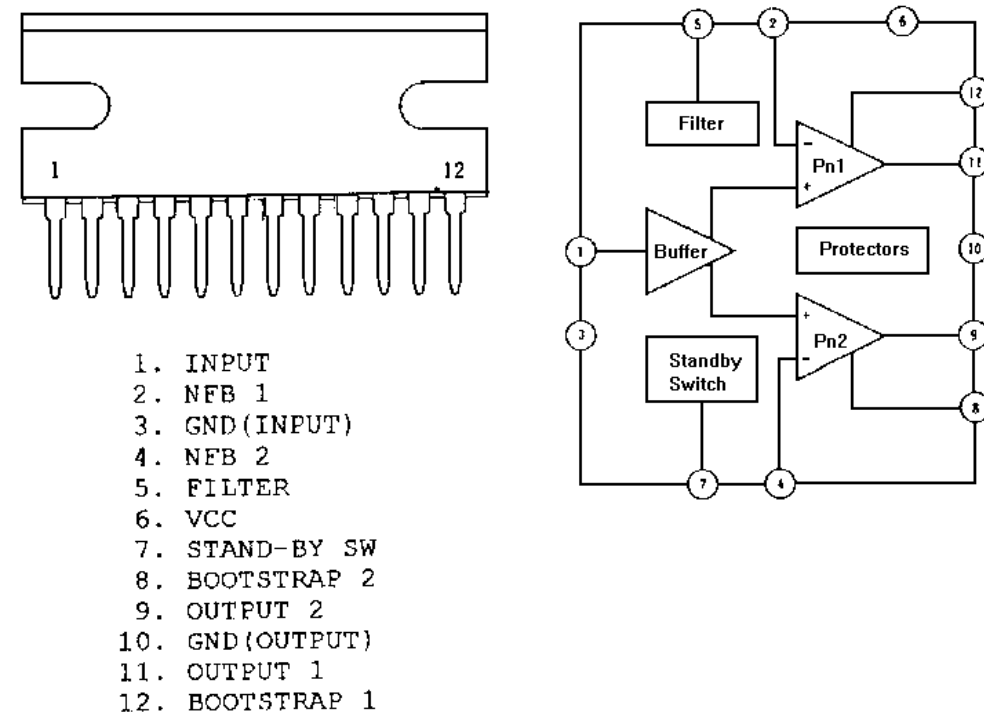 1 12
1. INPUT
2. NFB 1
3. GND(INPUT)
4. NFB 2
5. FILTER
6. VCC
7. STAND-BY SW
8. BOOTSTRAP 2
9. OUTPUT 2
10. GND(OUTPUT)
11. OUTPUT 1
12. BOOTSTRAP 1
5 2 6
12
Filter
-
Pn1
11
+
1
Buffer
Protectors
10
3
+
Pn2
9
-
Standby
Switch
8
7 4